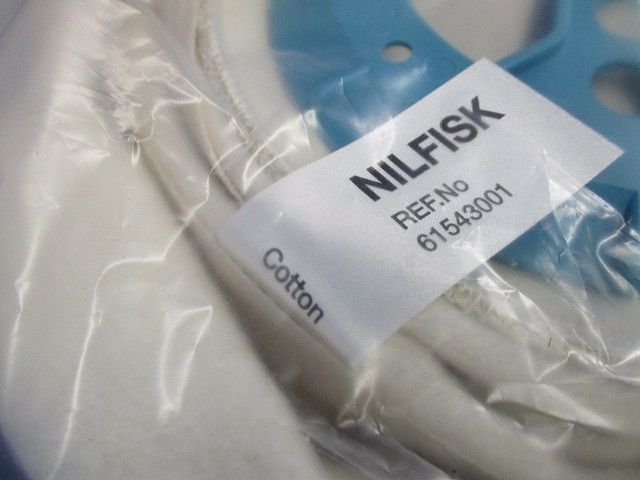 NILFISK
REF.No
61543001
Cotton